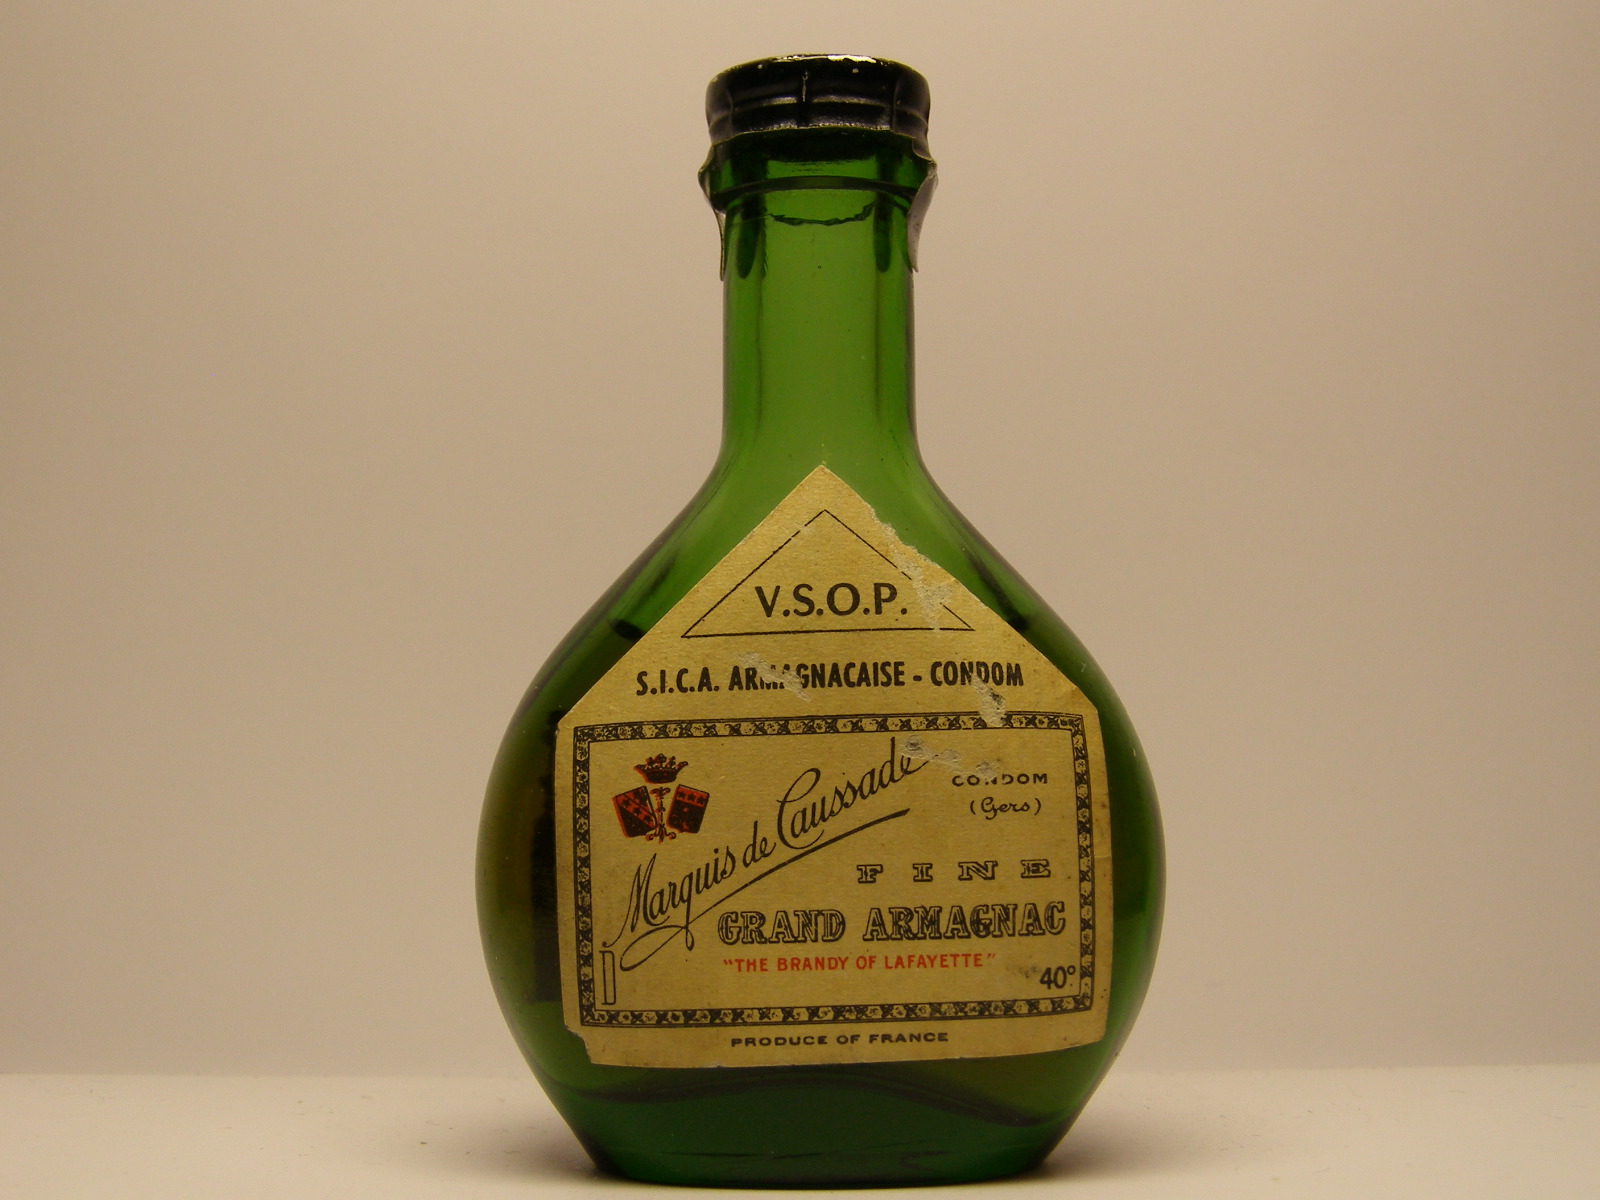 V.S.O.P.
S.I.C.A. ARMAGNACAISE - CONDOM
Marquis de Caussade
CONDOM
(Gers)
FINE
GRAND ARMAGNAC
"THE BRANDY OF LAFAYETTE"
D
40°
PRODUCE OF FRANCE